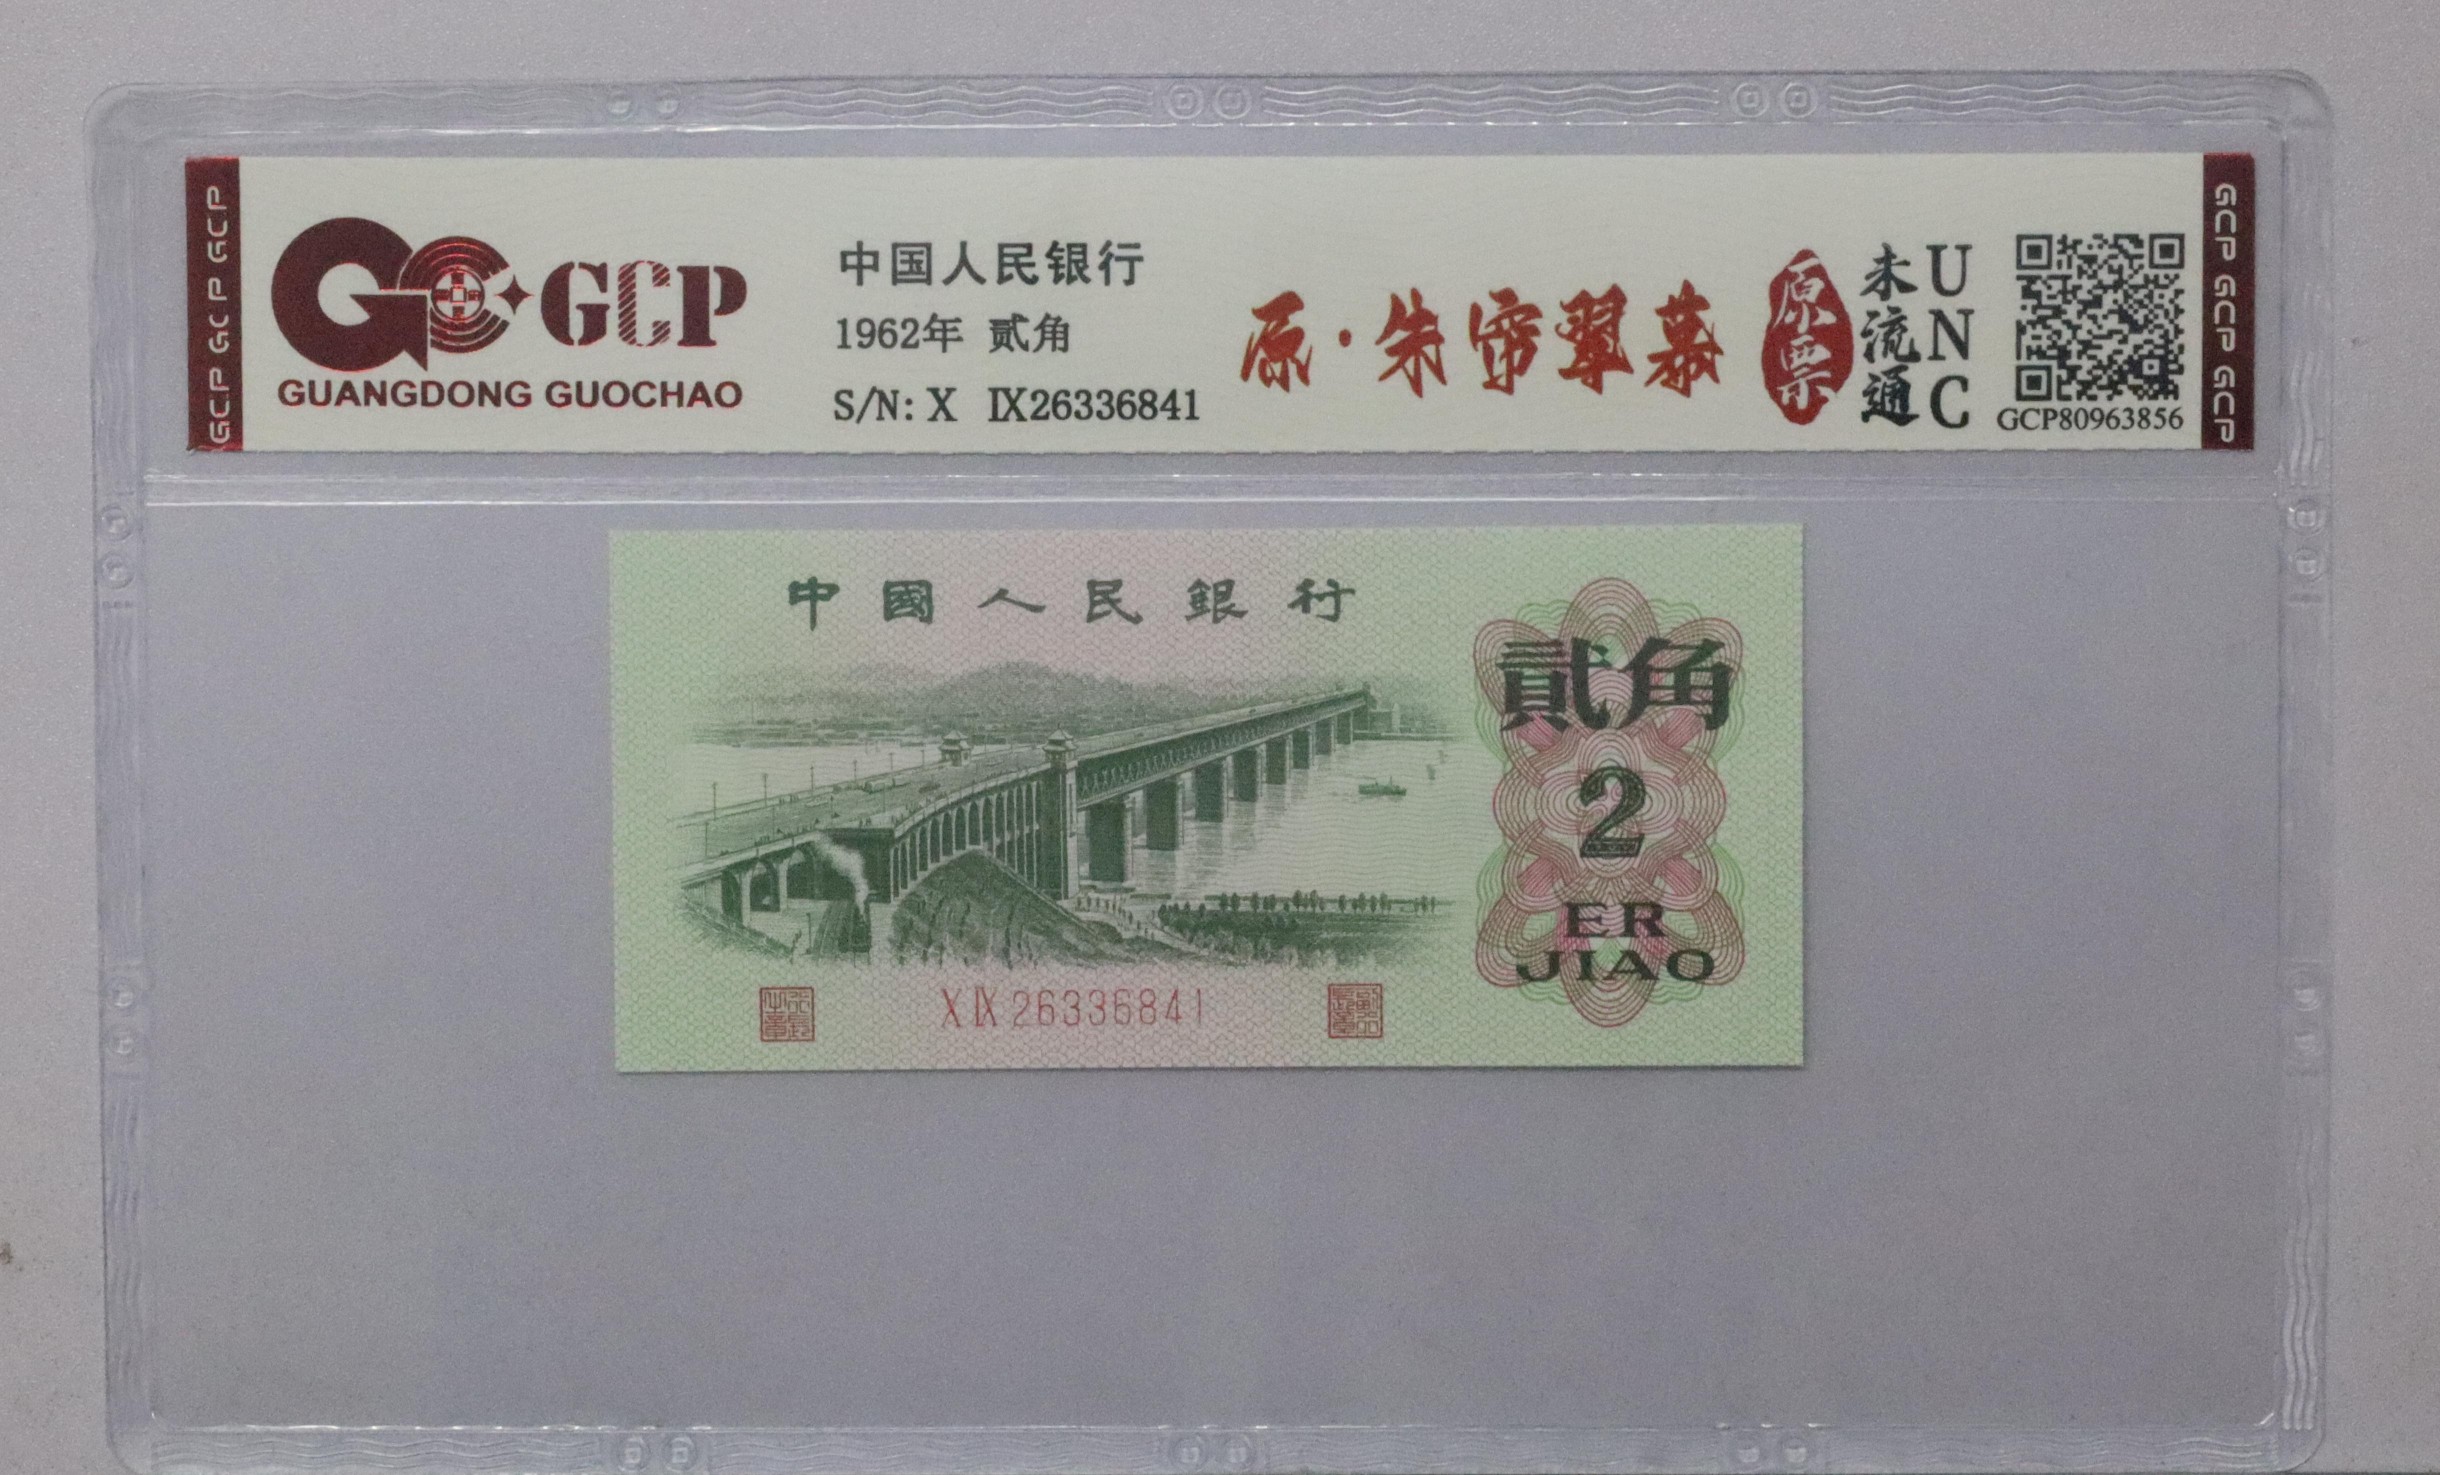 GCP GCP GCP
GCP
GUANGDONG GUOCHAO
中国人民银行
1962年 贰角
S/N: X IX26336841
原·朱帘翠幕
原票
未流通
UNC
GCP80963856
GCP GCP GCP
中國人民銀行
貳角
2
ER
JIAO
X IX 26336841